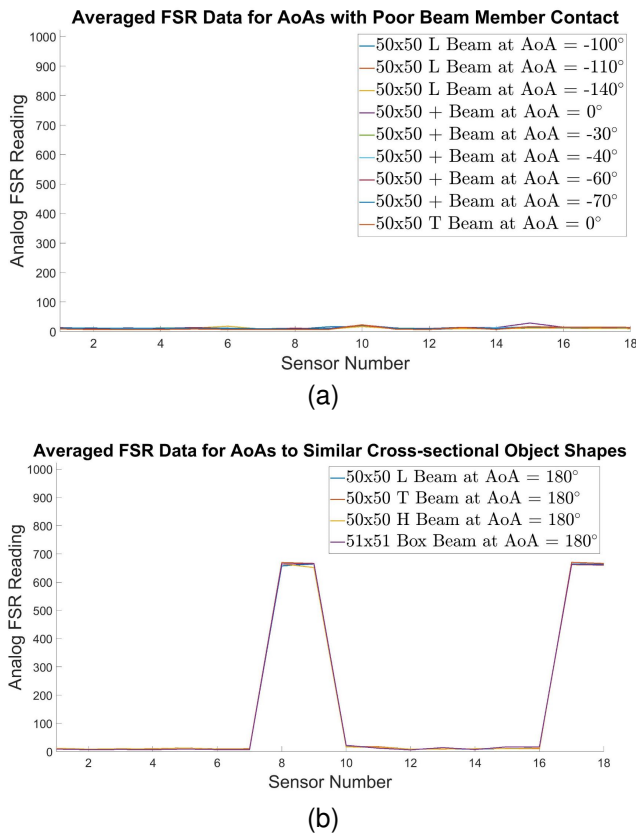 Averaged FSR Data for AoAs with Poor Beam Member Contact
1000
900
800
700
600
500
400
300
200
100
0
Analog FSR Reading
50x50 L Beam at AoA = -100°
50x50 L Beam at AoA = -110°
50x50 L Beam at AoA = -140°
50x50 + Beam at AoA = 0°
50x50 + Beam at AoA = -30°
50x50 + Beam at AoA = -40°
50x50 + Beam at AoA = -60°
50x50 + Beam at AoA = -70°
50x50 T Beam at AoA = 0°
2 4 6 8 10 12 14 16 18
Sensor Number
(a)
Averaged FSR Data for AoAs to Similar Cross-sectional Object Shapes
1000
900
800
700
600
500
400
300
200
100
0
Analog FSR Reading
50x50 L Beam at AoA = 180°
50x50 T Beam at AoA = 180°
50x50 H Beam at AoA = 180°
51x51 Box Beam at AoA = 180°
2 4 6 8 10 12 14 16 18
Sensor Number
(b)